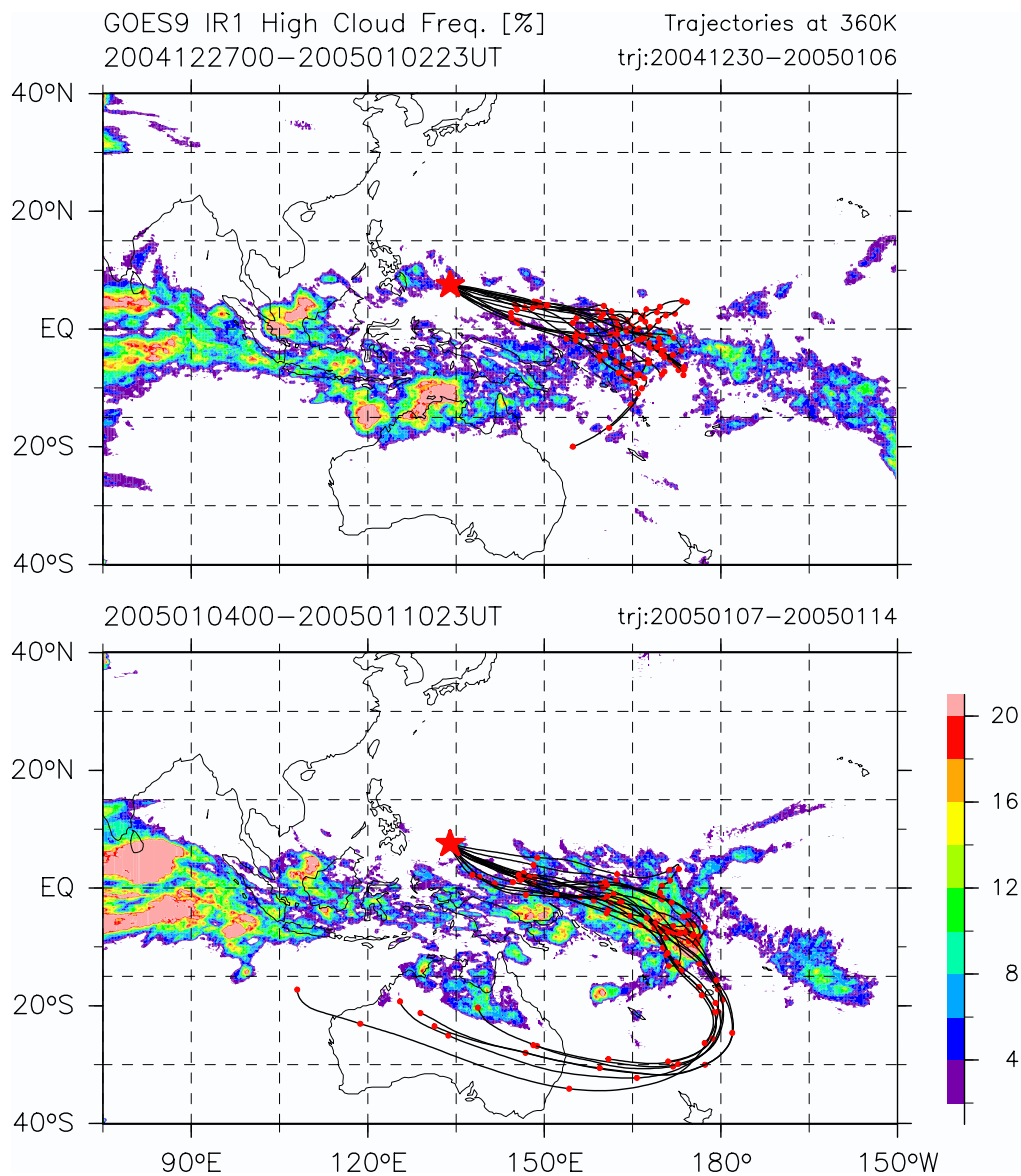 GOES9 IR1 High Cloud Freq. [%]
Trajectories at 360K
2004122700-2005010223UT
trj:20041230-20050106
40°N
20°N
EQ
20°S
40°S
2005010400-2005011023UT
trj:20050107-20050114
40°N
20°N
EQ
20°S
40°S
90°E
120°E
150°E
180°
150°W
20
16
12
8
4